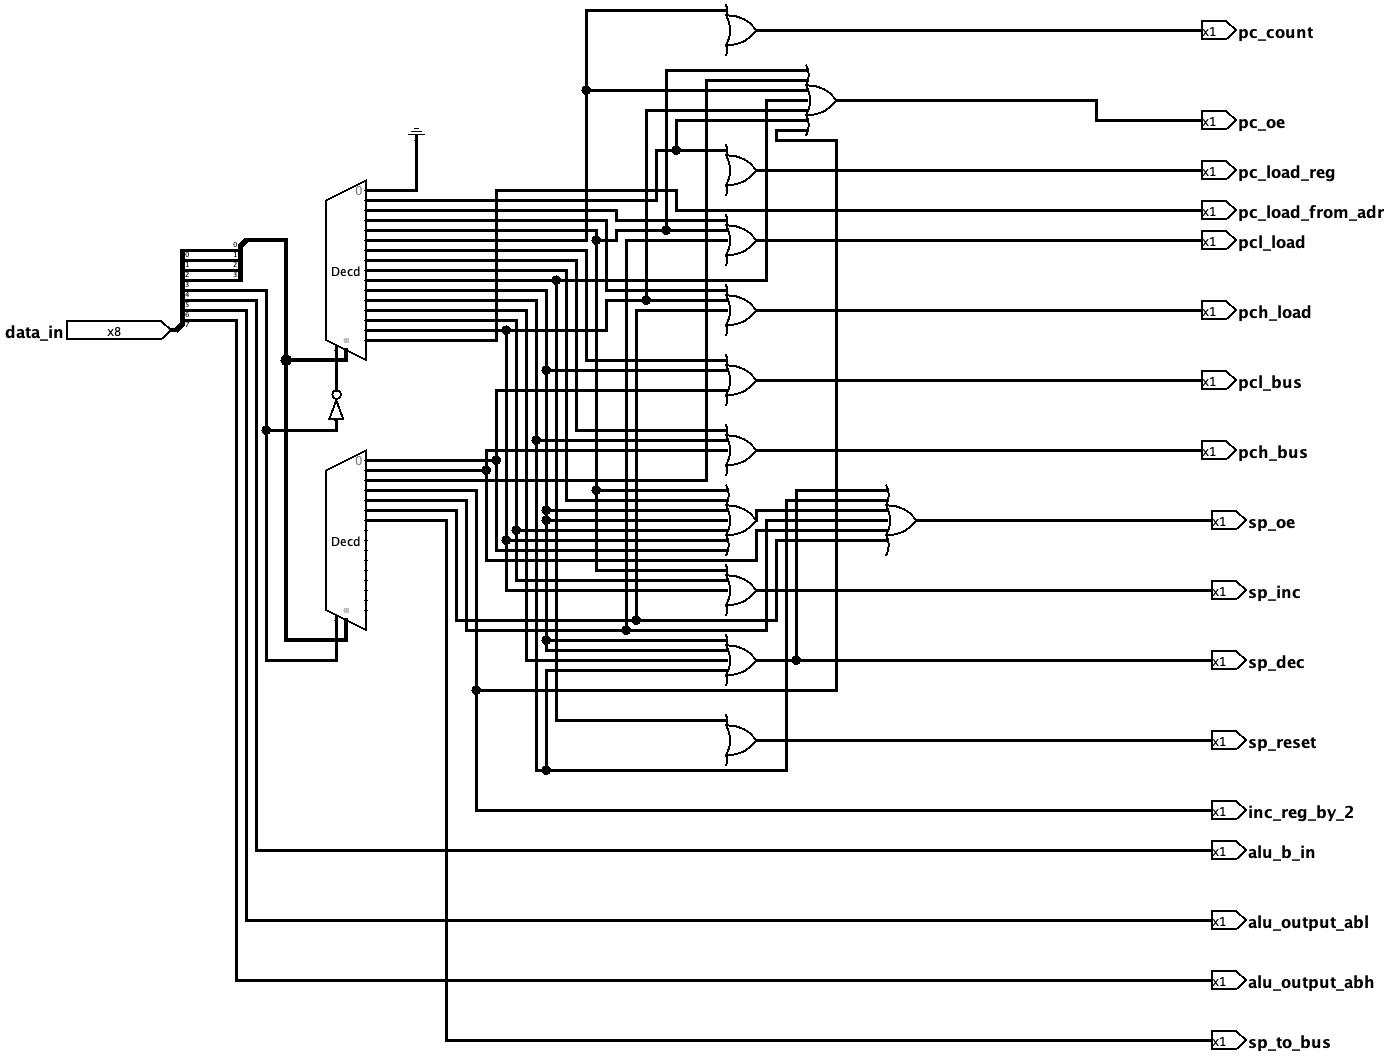 x1 pc_count
x1 pc_oe
x1 pc_load_reg
0
x1 pc_load_from_adr
x1 pcl_load
0
1
2
3
0
1
2
3
4
5
6
7
Decd
x1 pch_load
data_in x8
x1 pcl_bus
x1 pch_bus
0
x1 sp_oe
Decd
x1 sp_inc
x1 sp_dec
x1 sp_reset
x1 inc_reg_by_2
x1 alu_b_in
x1 alu_output_abl
x1 alu_output_abh
x1 sp_to_bus